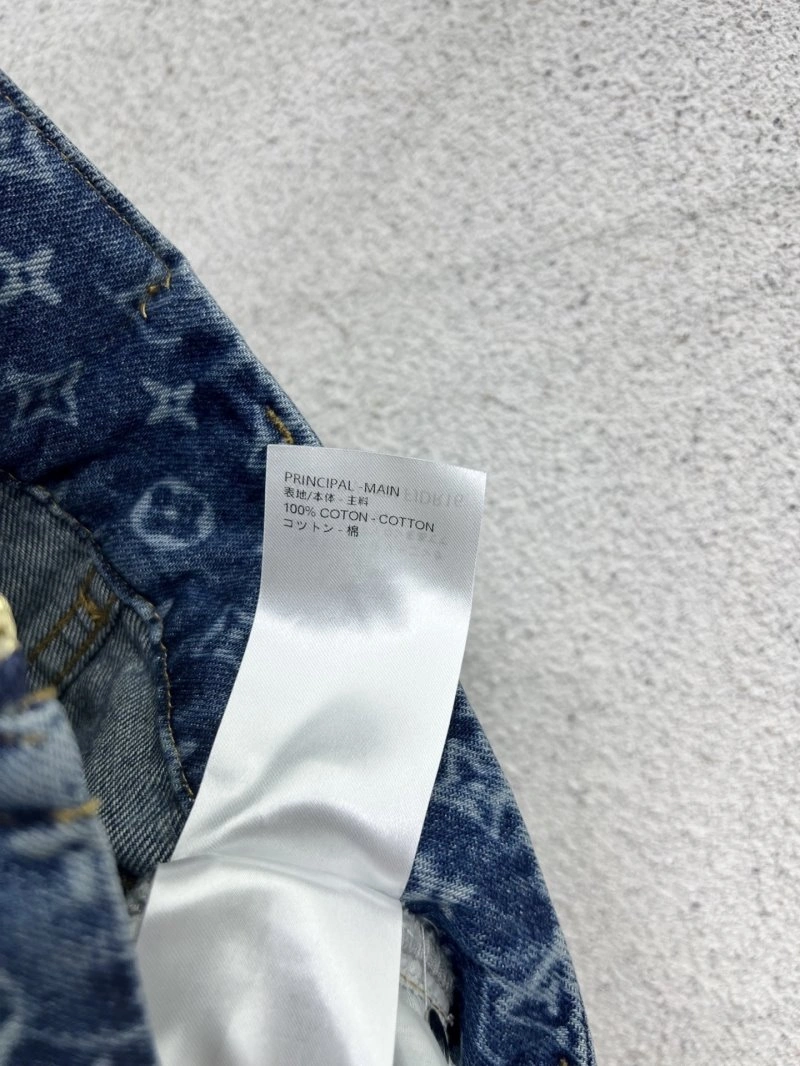 PRINCIPAL - MAIN
表地/本体 - 主料
100% COTON - COTTON
コットン - 棉